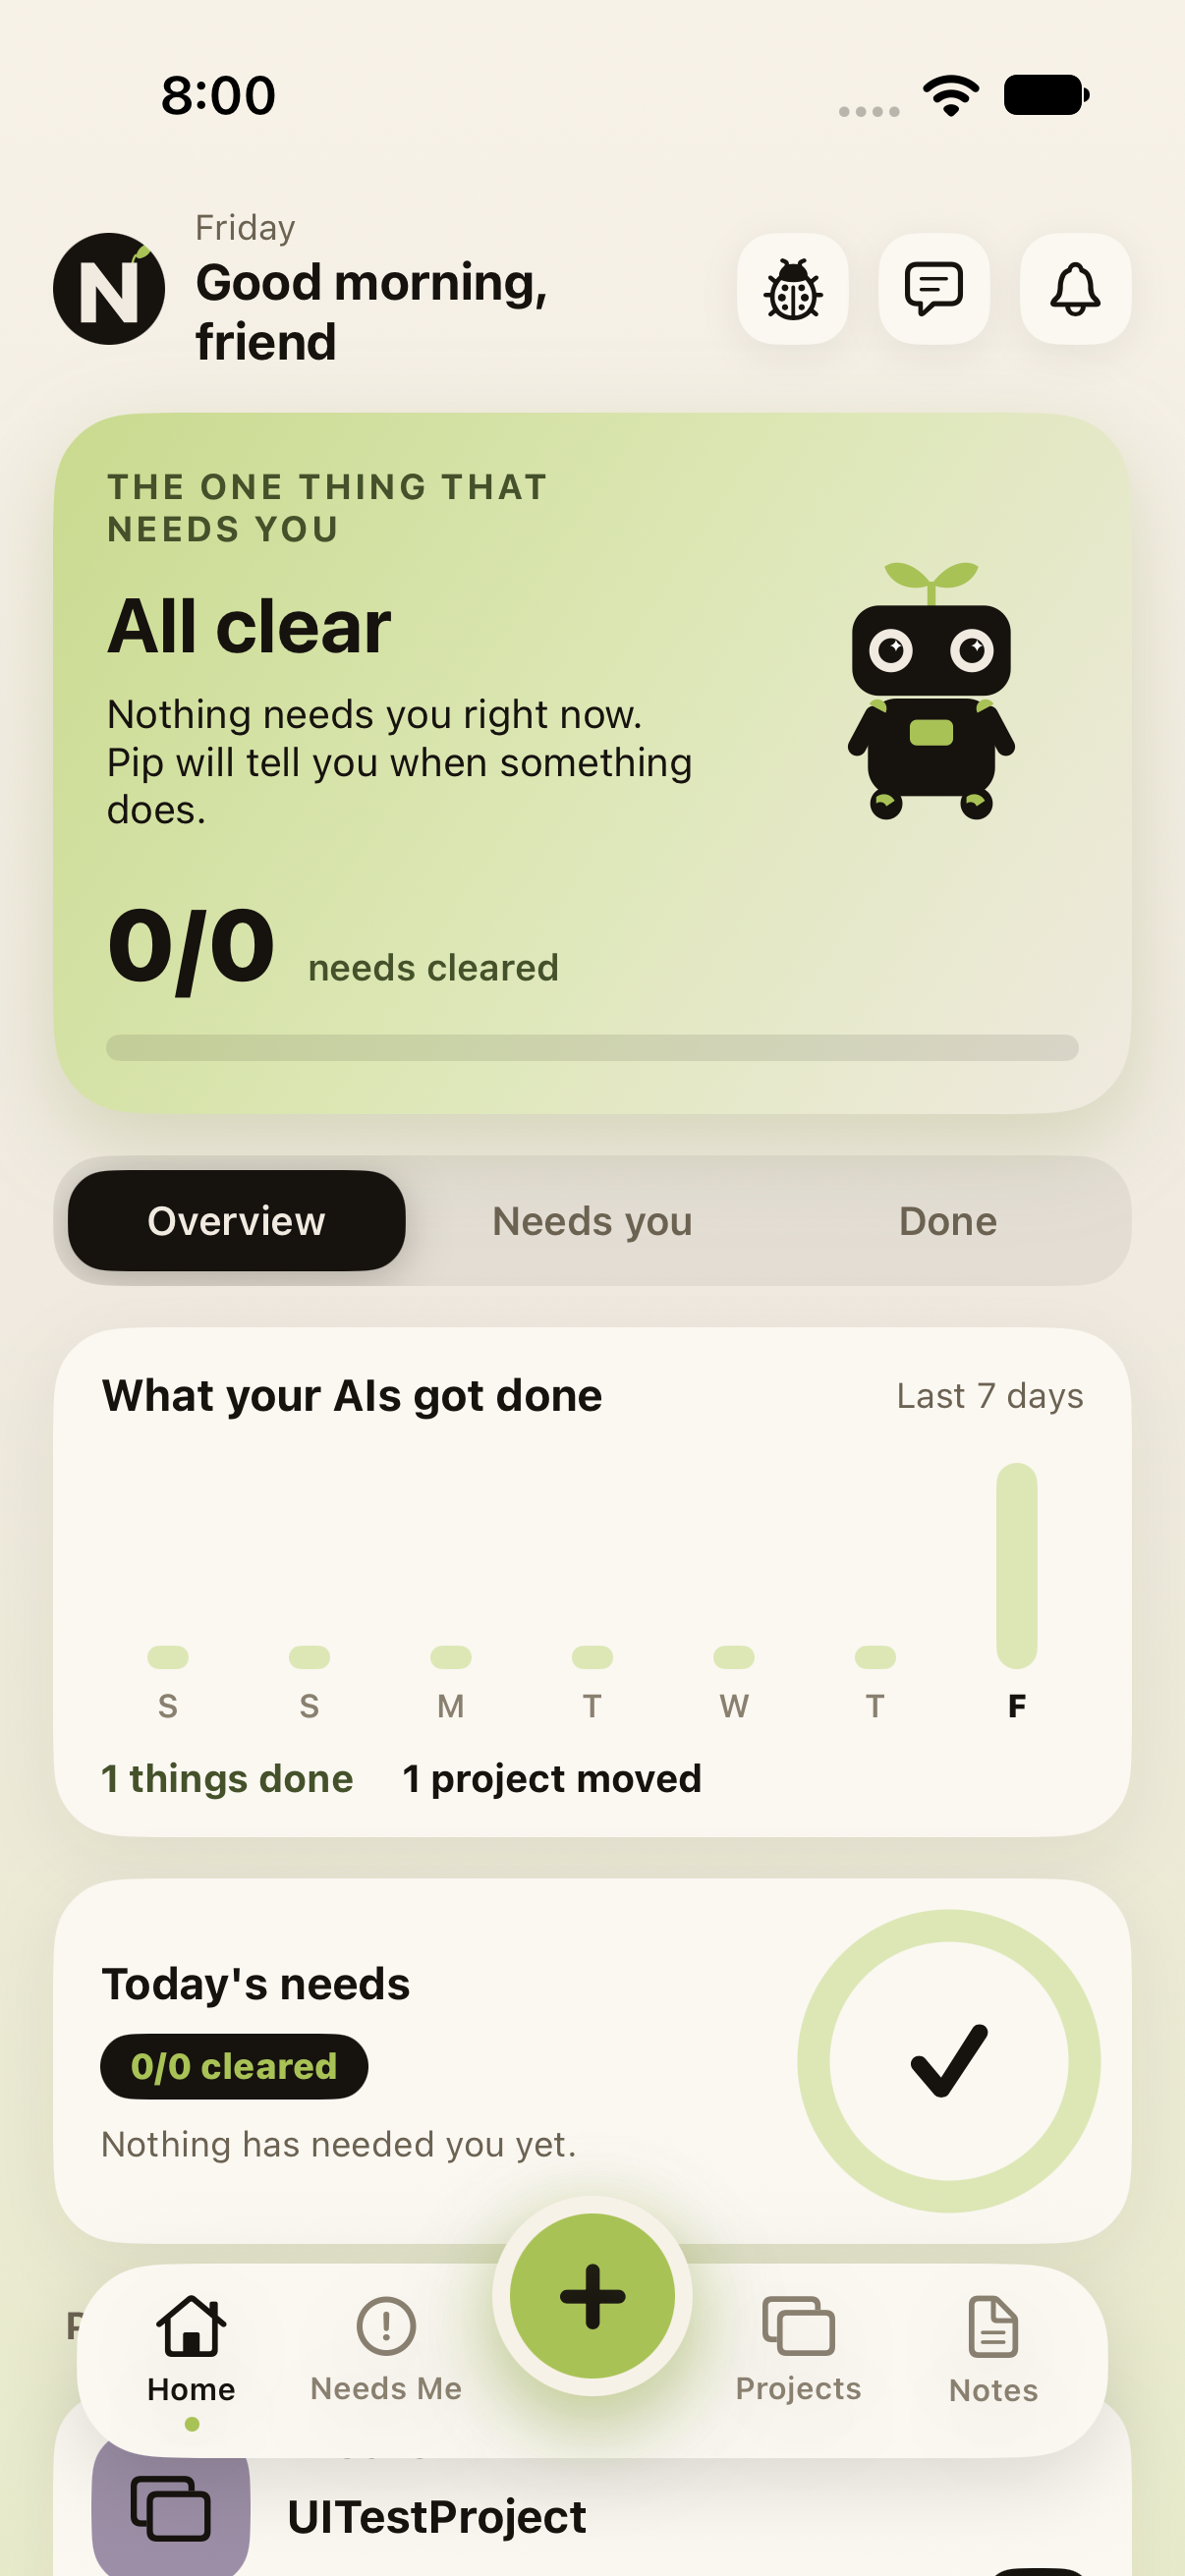 8:00
N
Friday
Good morning,
friend
THE ONE THING THAT
NEEDS YOU
All clear
Nothing needs you right now.
Pip will tell you when something
does.
0/0 needs cleared
Overview Needs you Done
What your AIs got done Last 7 days
S S M T W T F
1 things done 1 project moved
Today's needs
0/0 cleared
Nothing has needed you yet.
Home Needs Me Projects Notes
UITestProject